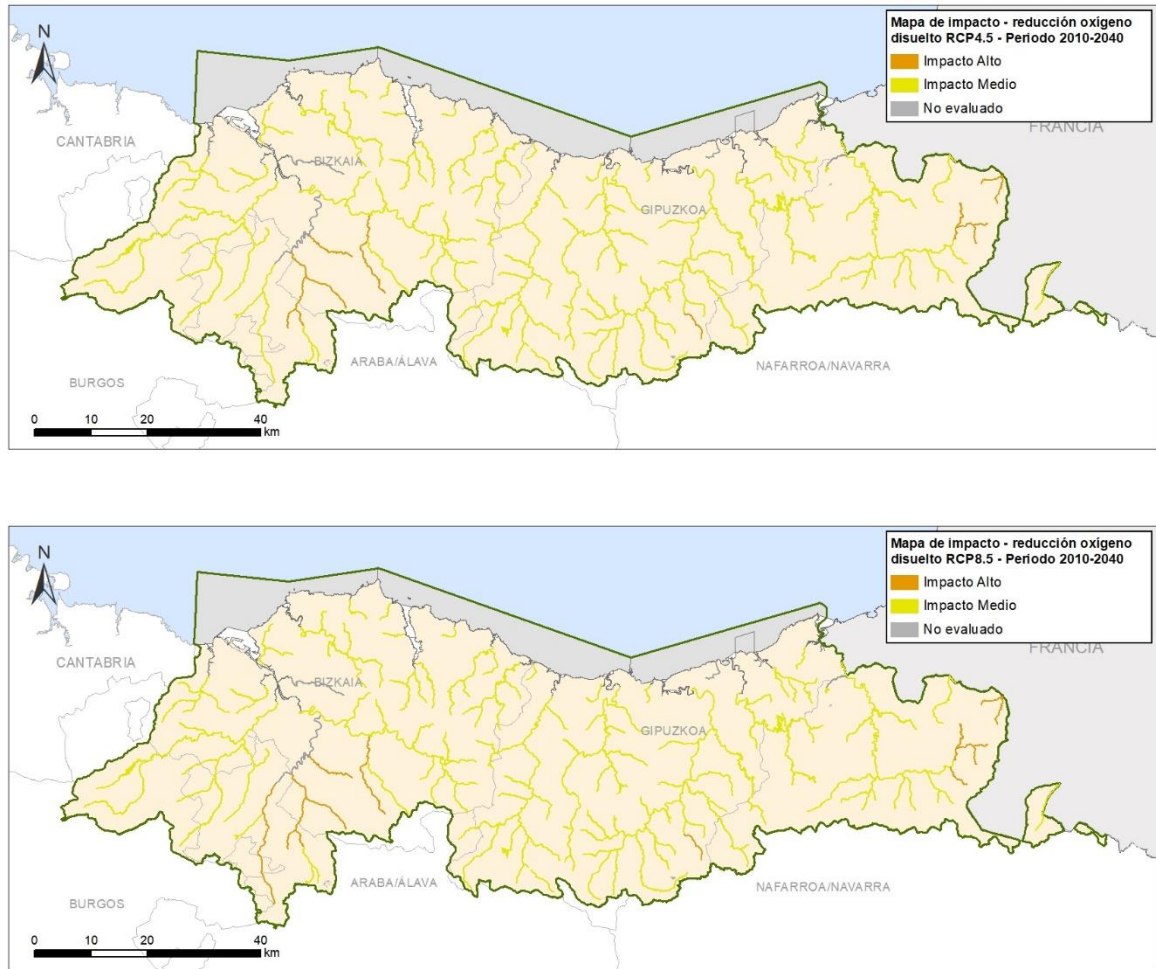 N
Mapa de impacto - reducción oxígeno
disuelto RCP4.5 - Periodo 2010-2040
Impacto Alto
Impacto Medio
No evaluado
FRANCIA
CANTABRIA
BIZKAIA
GIPUZKOA
ARABA/ÁLAVA
NAFARROA/NAVARRA
BURGOS
0 10 20 40
km
N
Mapa de impacto - reducción oxígeno
disuelto RCP8.5 - Periodo 2010-2040
Impacto Alto
Impacto Medio
No evaluado
FRANCIA
CANTABRIA
BIZKAIA
GIPUZKOA
ARABA/ÁLAVA
NAFARROA/NAVARRA
BURGOS
0 10 20 40
km